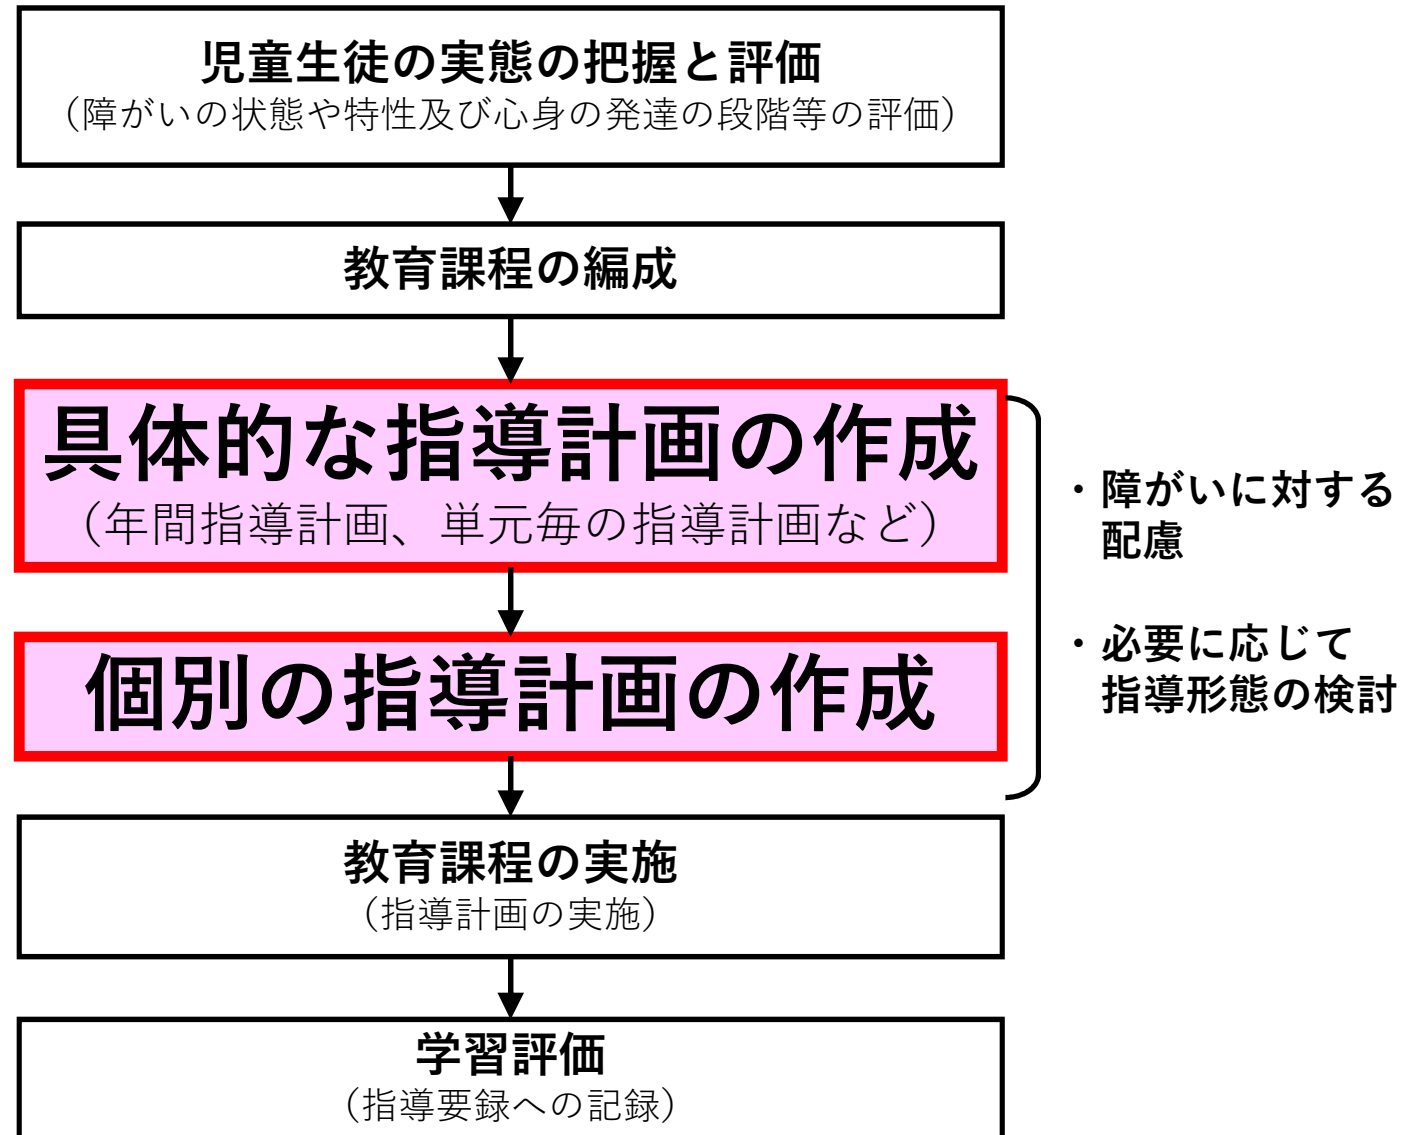 児童生徒の実態の把握と評価
（障がいの状態や特性及び心身の発達の段階等の評価）
教育課程の編成
具体的な指導計画の作成
（年間指導計画、単元毎の指導計画など）
個別の指導計画の作成
・障がいに対する
配慮
・必要に応じて
指導形態の検討
教育課程の実施
（指導計画の実施）
学習評価
（指導要録への記録）